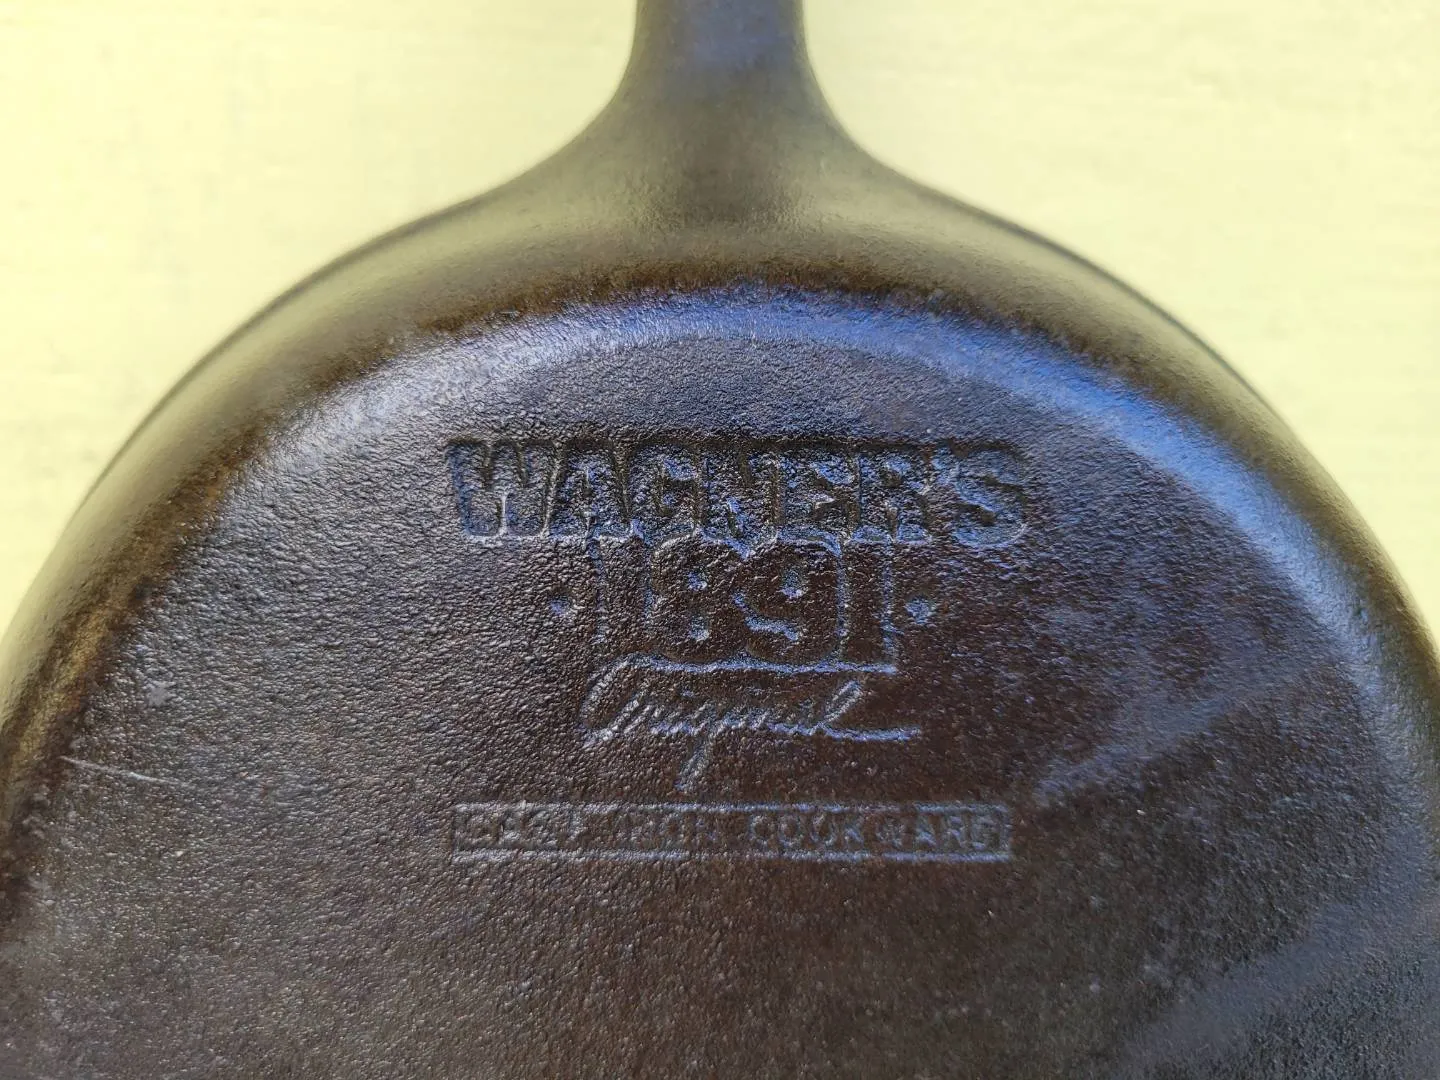 WAGNER'S
·1891·
Original
CAST IRON COOKWARE